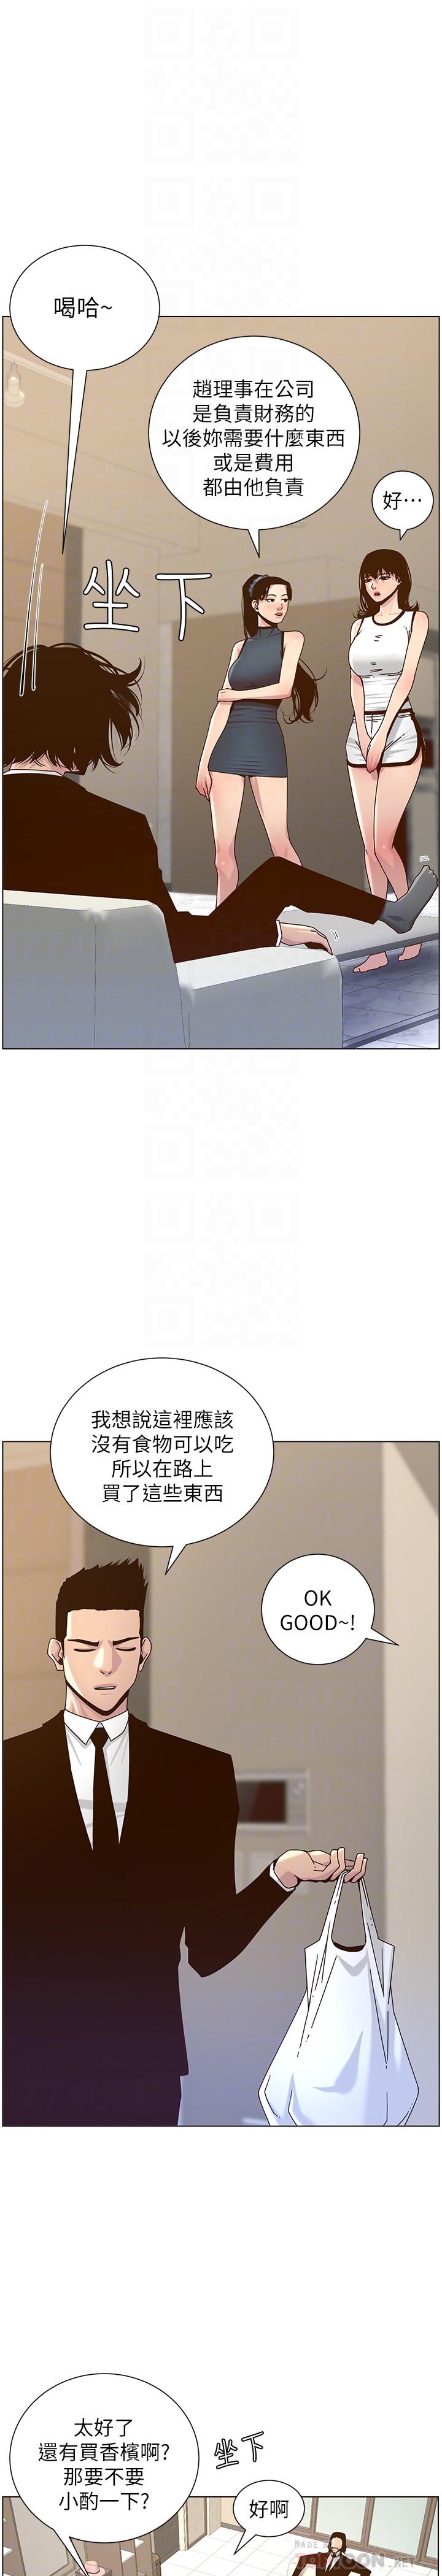 喝哈~
趙理事在公司
是負責財務的
以後妳需要什麼東西
或是費用
都由他負責
好…
坐下
我想說這裡應該
沒有食物可以吃
所以在路上
買了這些東西
OK
GOOD~!
太好了
還有買香檳啊?
那要不要
小酌一下?
坐下
好啊